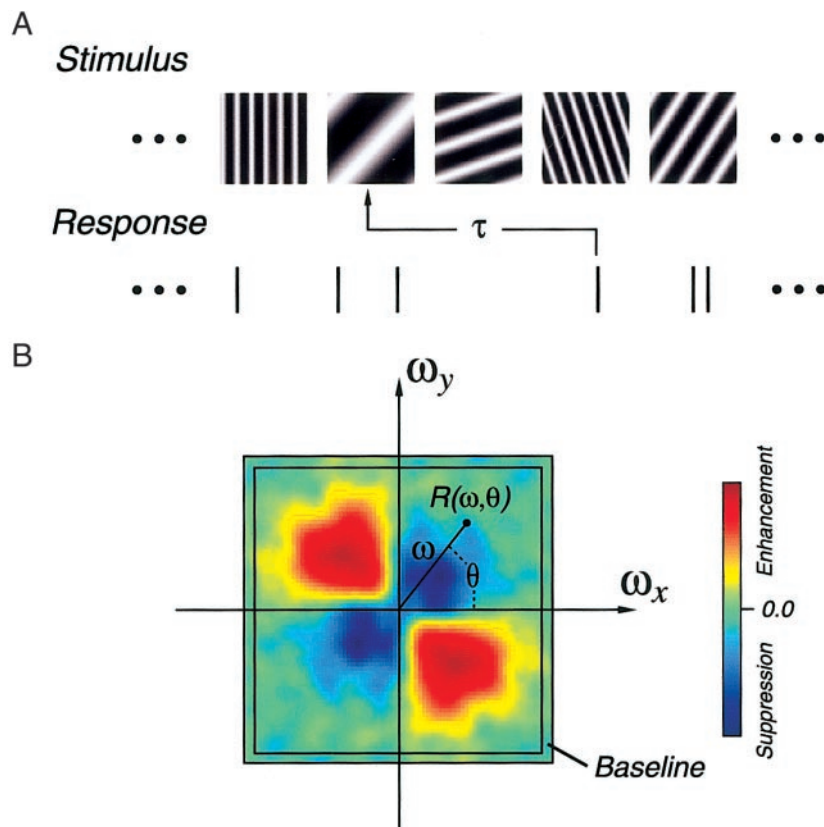 A
Stimulus
• • •
• • •
Response
τ
• • •
• • •
B
ωy
R(ω,θ)
ω
θ
ωx
Enhancement
0.0
Suppression
Baseline